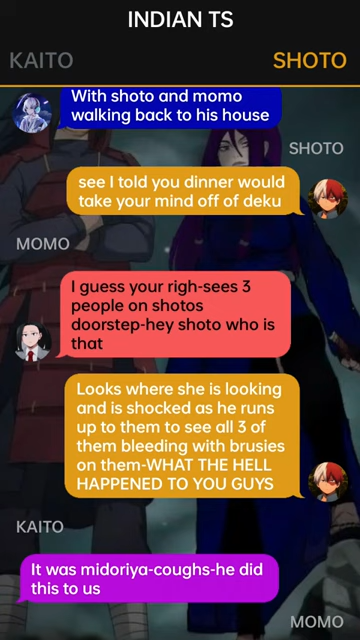 INDIAN TS
KAITO
SHOTO
With shoto and momo
walking back to his house
SHOTO
see I told you dinner would
take your mind off of deku
MOMO
I guess your righ-sees 3
people on shotos
doorstep-hey shoto who is
that
Looks where she is looking
and is shocked as he runs
up to them to see all 3 of
them bleeding with brusies
on them-WHAT THE HELL
HAPPENED TO YOU GUYS
KAITO
It was midoriya-coughs-he did
this to us
MOMO